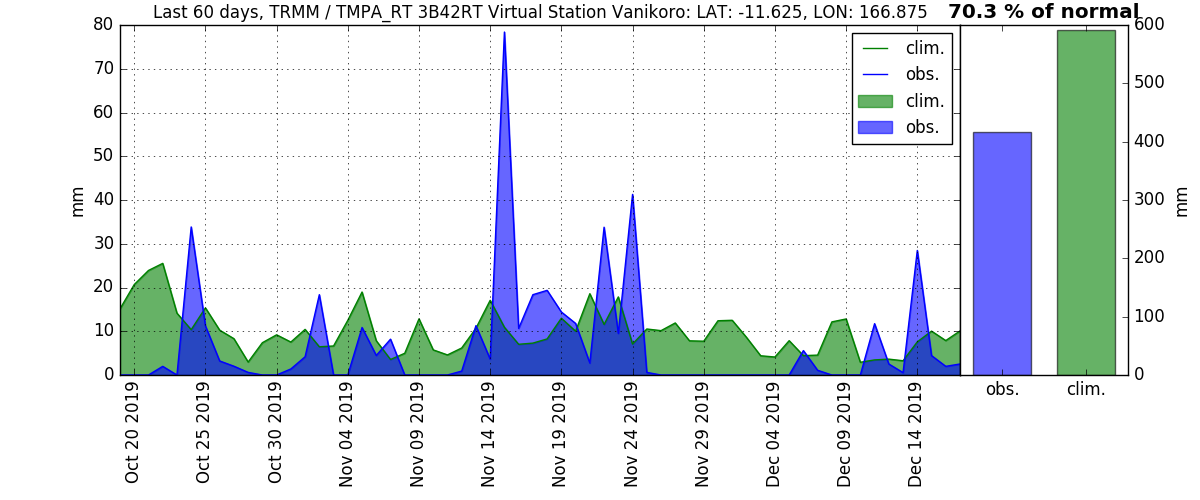 Last 60 days, TRMM / TMPA_RT 3B42RT Virtual Station Vanikoro: LAT: -11.625, LON: 166.875
70.3 % of normal
80
70
60
50
40
30
20
10
0
mm
clim.
obs.
clim.
obs.
600
500
400
300
200
100
0
mm
obs.
clim.
Oct 20 2019
Oct 25 2019
Oct 30 2019
Nov 04 2019
Nov 09 2019
Nov 14 2019
Nov 19 2019
Nov 24 2019
Nov 29 2019
Dec 04 2019
Dec 09 2019
Dec 14 2019